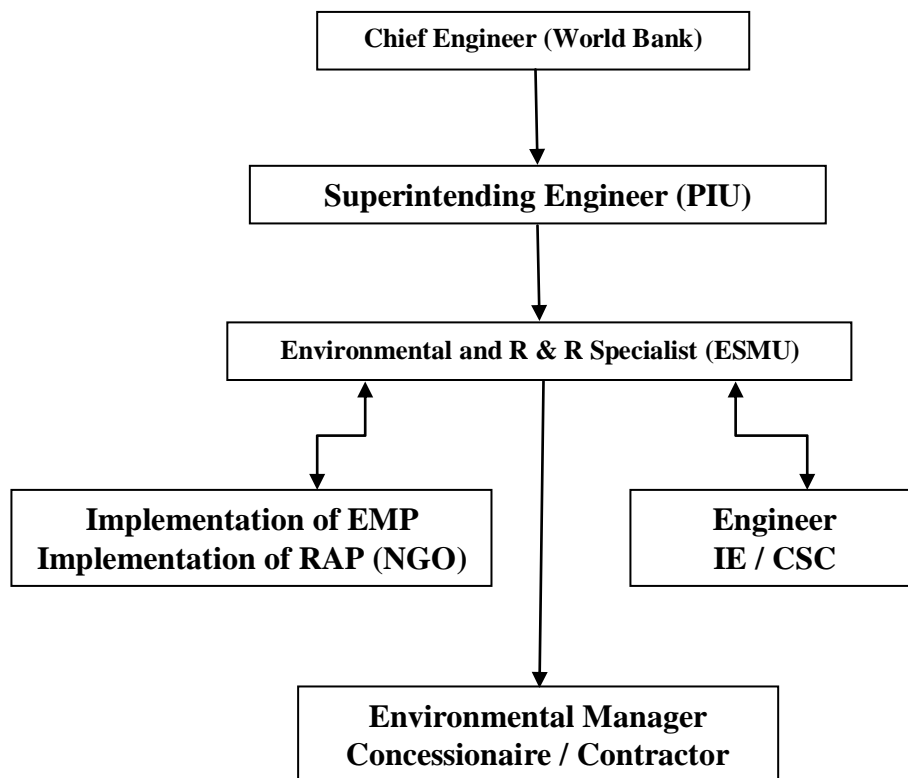 Chief Engineer (World Bank)
Superintending Engineer (PIU)
Environmental and R & R Specialist (ESMU)
Implementation of EMP
Implementation of RAP (NGO)
Engineer
IE / CSC
Environmental Manager
Concessionaire / Contractor